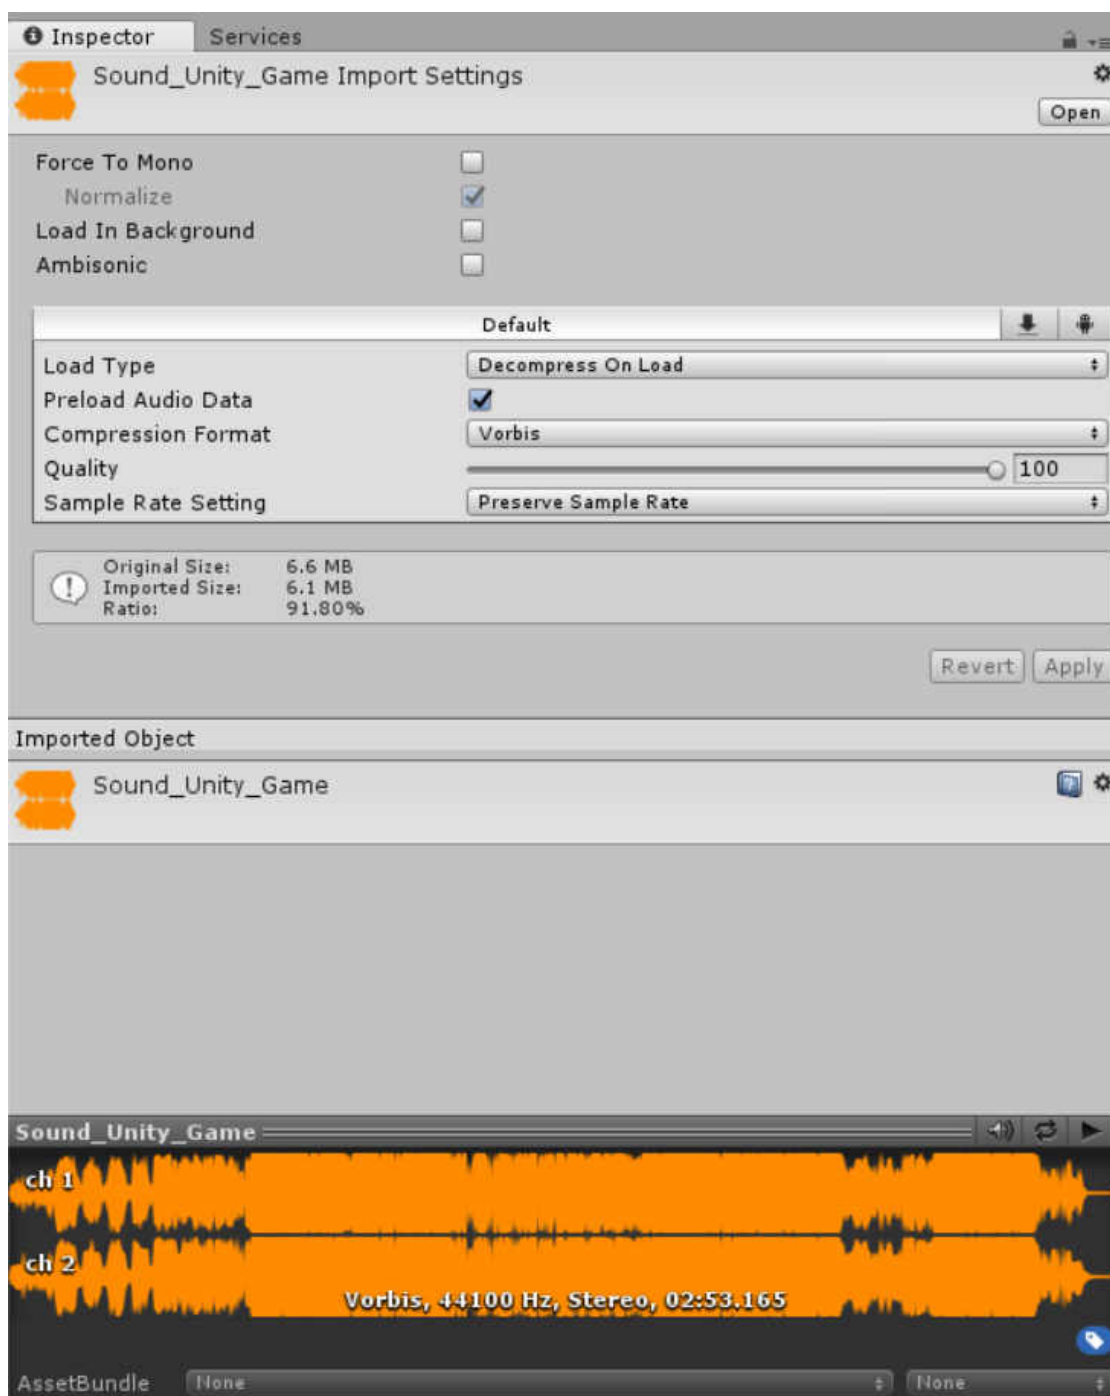 Inspector Services
Sound_Unity_Game Import Settings
Open
Force To Mono
Normalize
Load In Background
Ambisonic
Default
Load Type Decompress On Load
Preload Audio Data
Compression Format Vorbis
Quality 100
Sample Rate Setting Preserve Sample Rate
Original Size: 6.6 MB
Imported Size: 6.1 MB
Ratio: 91.80%
Revert Apply
Imported Object
Sound_Unity_Game
Sound_Unity_Game
ch 1
ch 2
Vorbis, 44100 Hz, Stereo, 02:53.165
AssetBundle None None